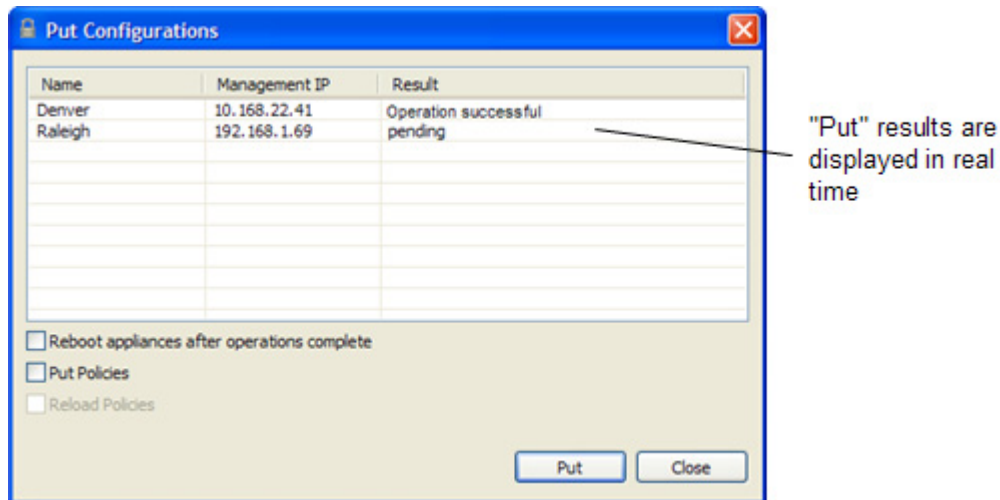 Put Configurations
Name Management IP Result
Denver 10.168.22.41 Operation successful
Raleigh 192.168.1.69 pending
"Put" results are
displayed in real
time
Reboot appliances after operations complete
Put Policies
Reload Policies
Put Close